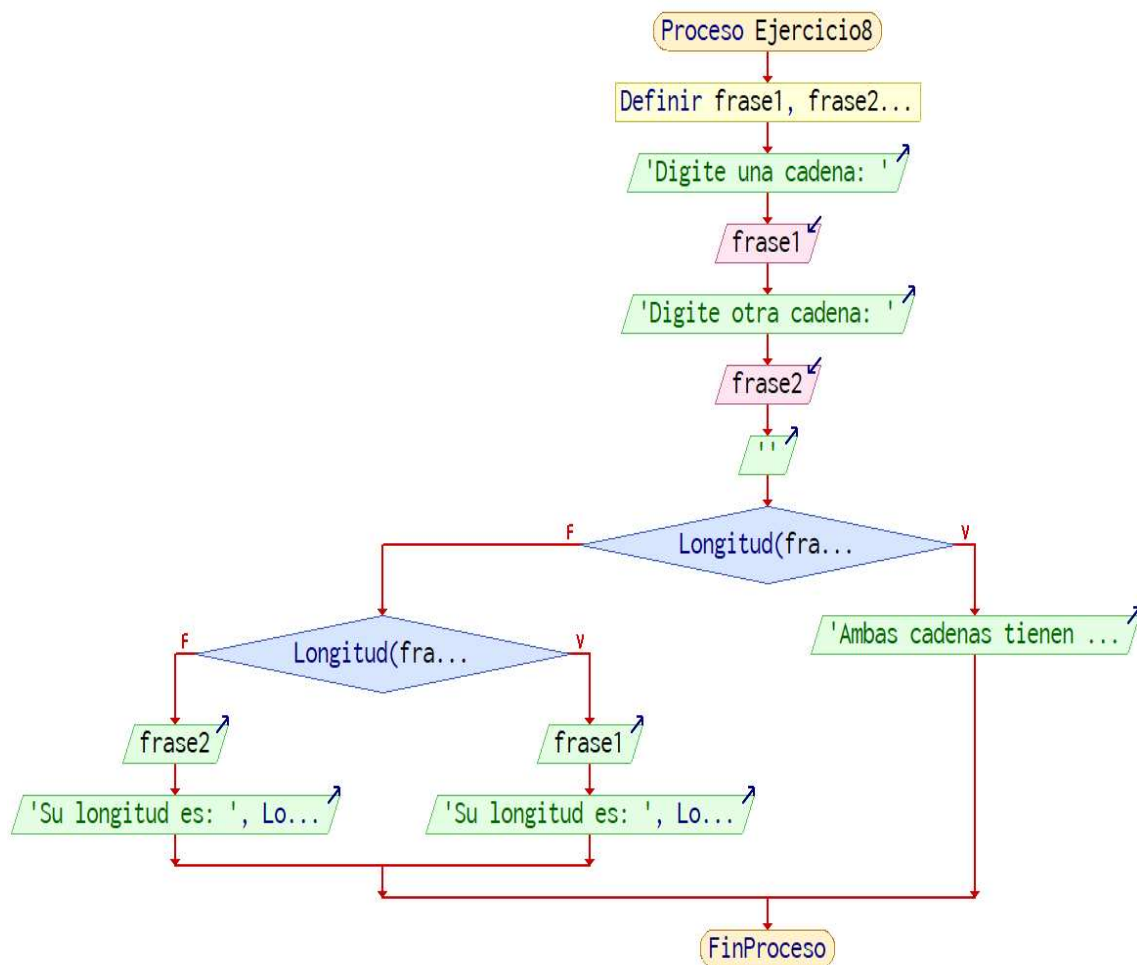 Proceso Ejercicio8
Definir frase1, frase2...
'Digite una cadena: '
frase1
'Digite otra cadena: '
frase2
''
Longitud(fra...
F
V
Longitud(fra...
F
V
'Ambas cadenas tienen ...
frase2
frase1
'Su longitud es: ', Lo...
'Su longitud es: ', Lo...
FinProceso